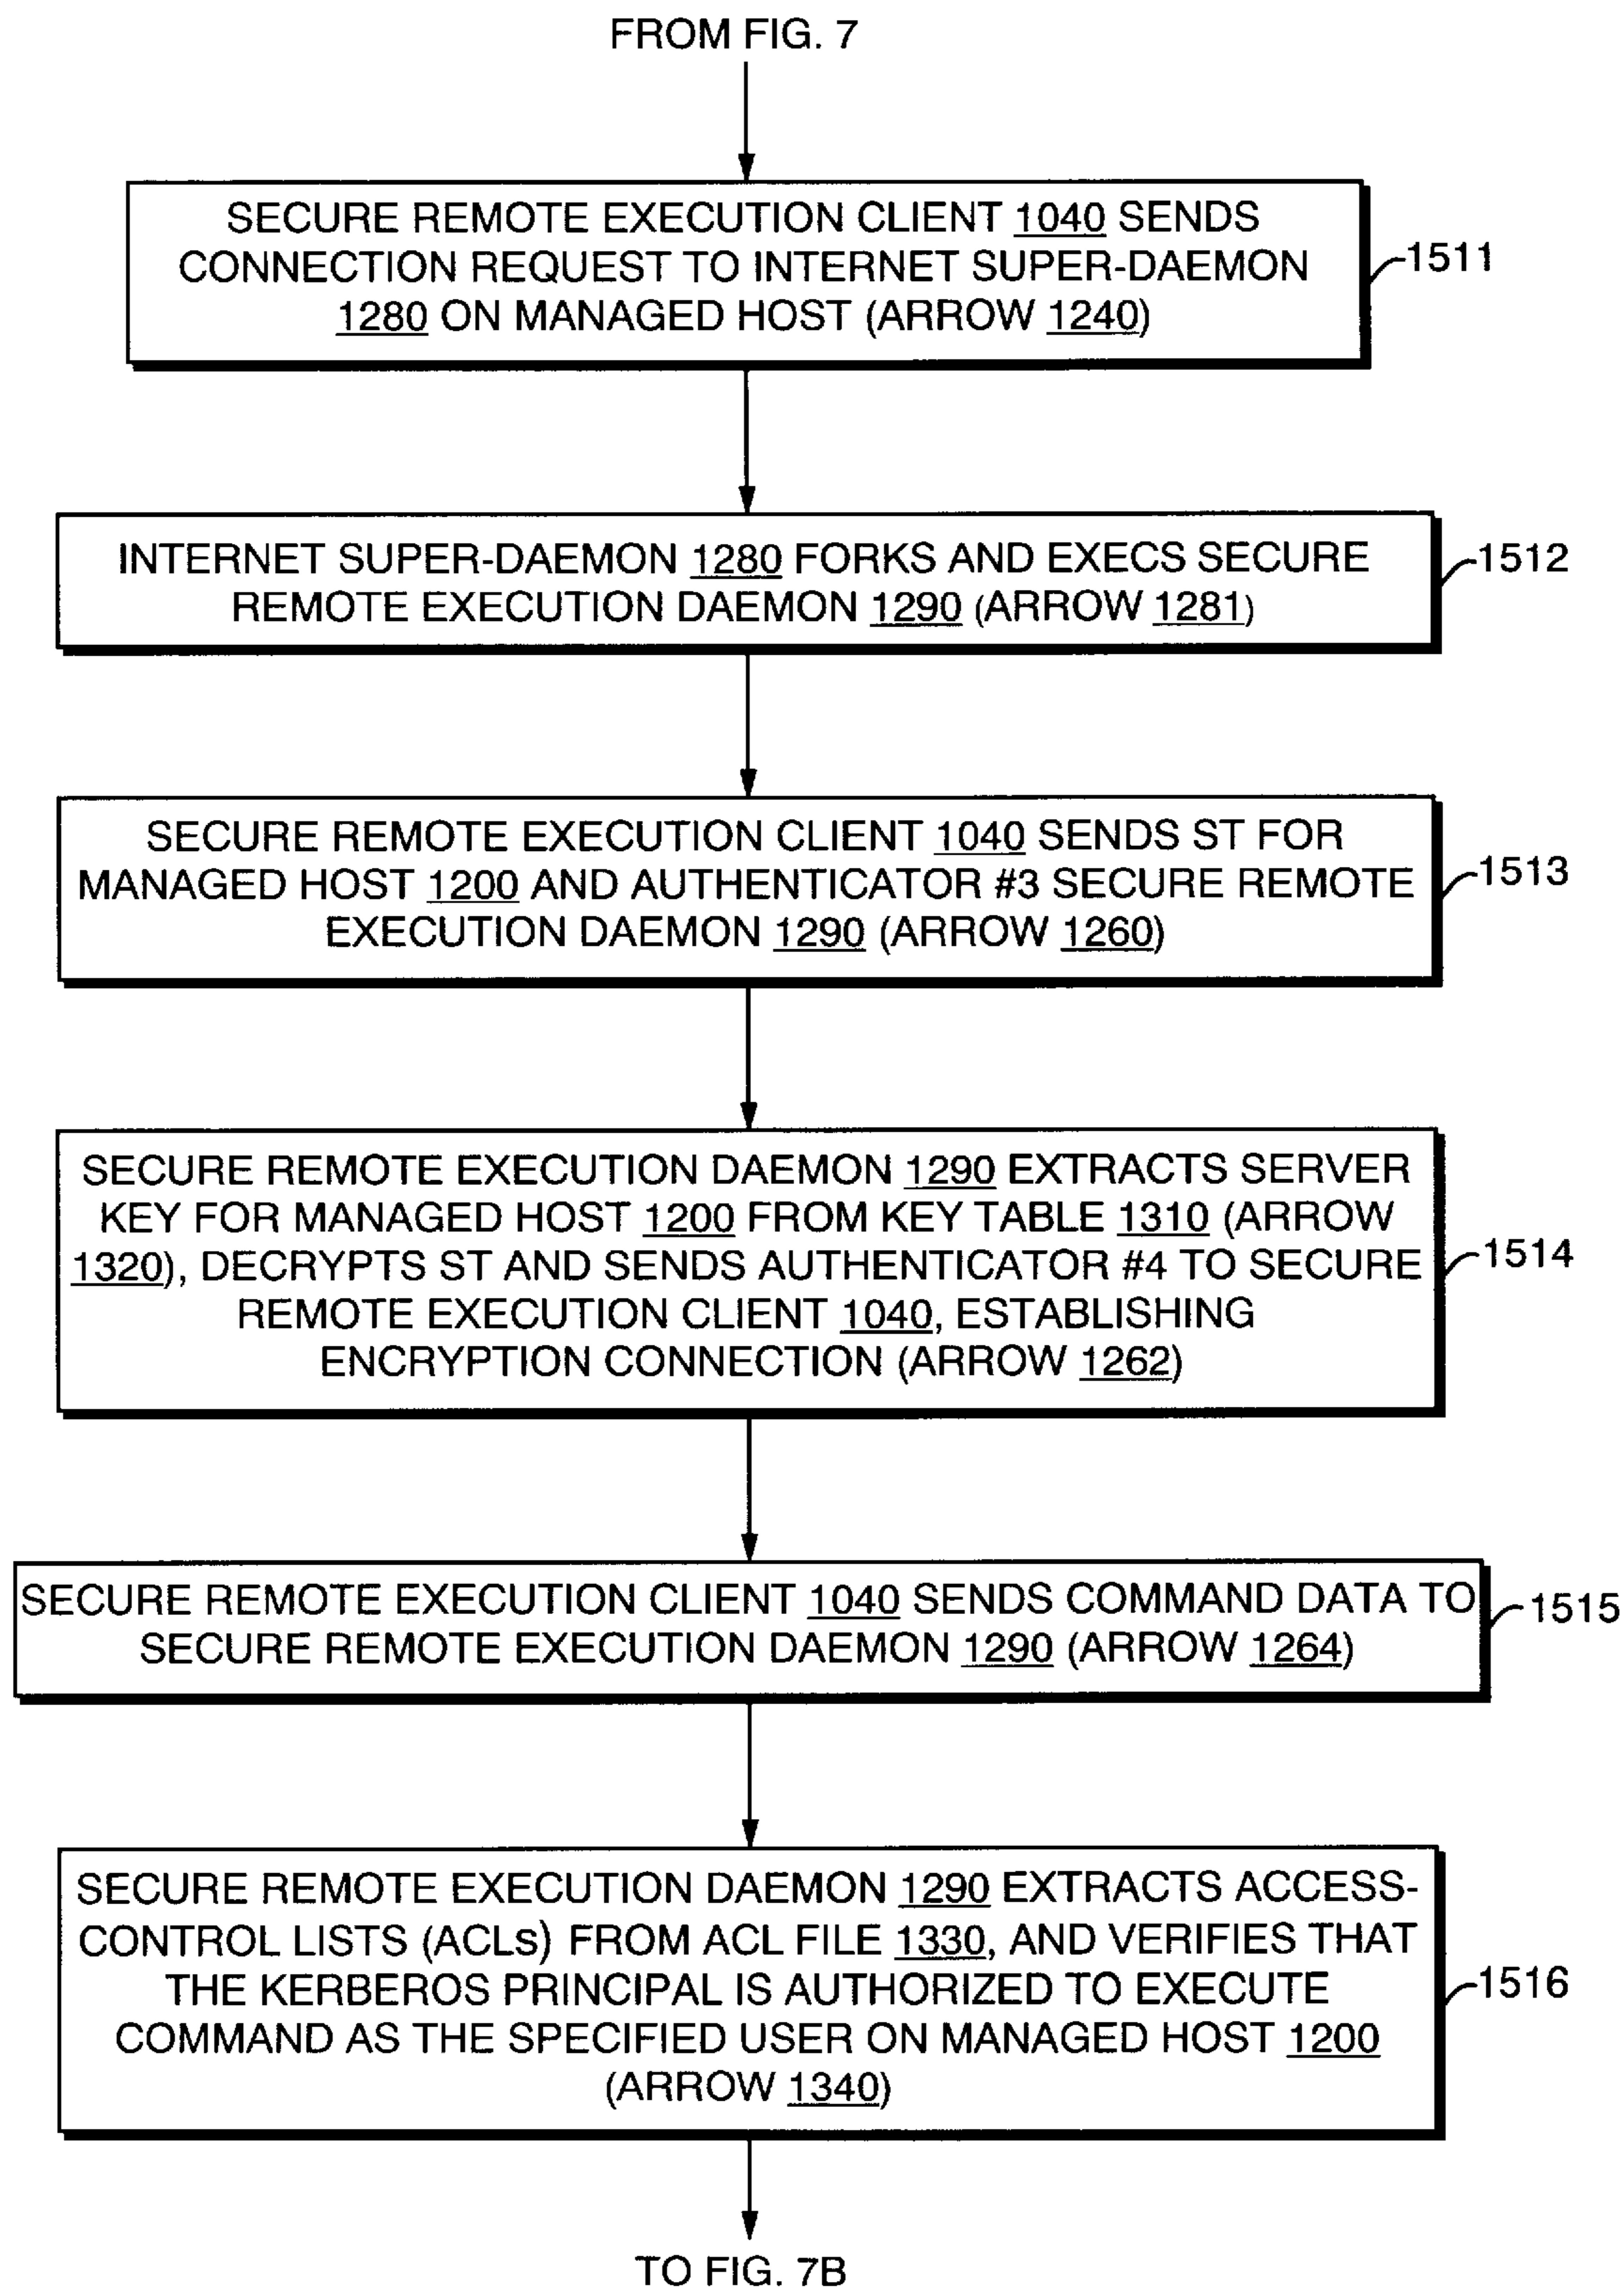 FROM FIG. 7
SECURE REMOTE EXECUTION CLIENT 1040 SENDS
CONNECTION REQUEST TO INTERNET SUPER-DAEMON
1280 ON MANAGED HOST (ARROW 1240)
1511
INTERNET SUPER-DAEMON 1280 FORKS AND EXECS SECURE
REMOTE EXECUTION DAEMON 1290 (ARROW 1281)
1512
SECURE REMOTE EXECUTION CLIENT 1040 SENDS ST FOR
MANAGED HOST 1200 AND AUTHENTICATOR #3 SECURE REMOTE
EXECUTION DAEMON 1290 (ARROW 1260)
1513
SECURE REMOTE EXECUTION DAEMON 1290 EXTRACTS SERVER
KEY FOR MANAGED HOST 1200 FROM KEY TABLE 1310 (ARROW
1320), DECRYPTS ST AND SENDS AUTHENTICATOR #4 TO SECURE
REMOTE EXECUTION CLIENT 1040, ESTABLISHING
ENCRYPTION CONNECTION (ARROW 1262)
1514
SECURE REMOTE EXECUTION CLIENT 1040 SENDS COMMAND DATA TO
SECURE REMOTE EXECUTION DAEMON 1290 (ARROW 1264)
1515
SECURE REMOTE EXECUTION DAEMON 1290 EXTRACTS ACCESS-
CONTROL LISTS (ACLs) FROM ACL FILE 1330, AND VERIFIES THAT
THE KERBEROS PRINCIPAL IS AUTHORIZED TO EXECUTE
COMMAND AS THE SPECIFIED USER ON MANAGED HOST 1200
(ARROW 1340)
1516
TO FIG. 7B